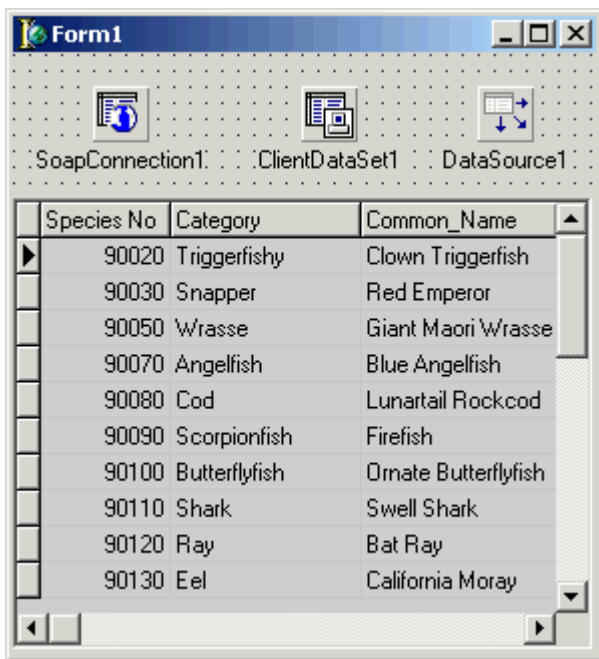 Form1
SoapConnection1 ClientDataSet1 DataSource1
Species No Category Common_Name
90020 Triggerfishy Clown Triggerfish
90030 Snapper Red Emperor
90050 Wrasse Giant Maori Wrasse
90070 Angelfish Blue Angelfish
90080 Cod Lunartail Rockcod
90090 Scorpionfish Firefish
90100 Butterflyfish Ornate Butterflyfish
90110 Shark Swell Shark
90120 Ray Bat Ray
90130 Eel California Moray